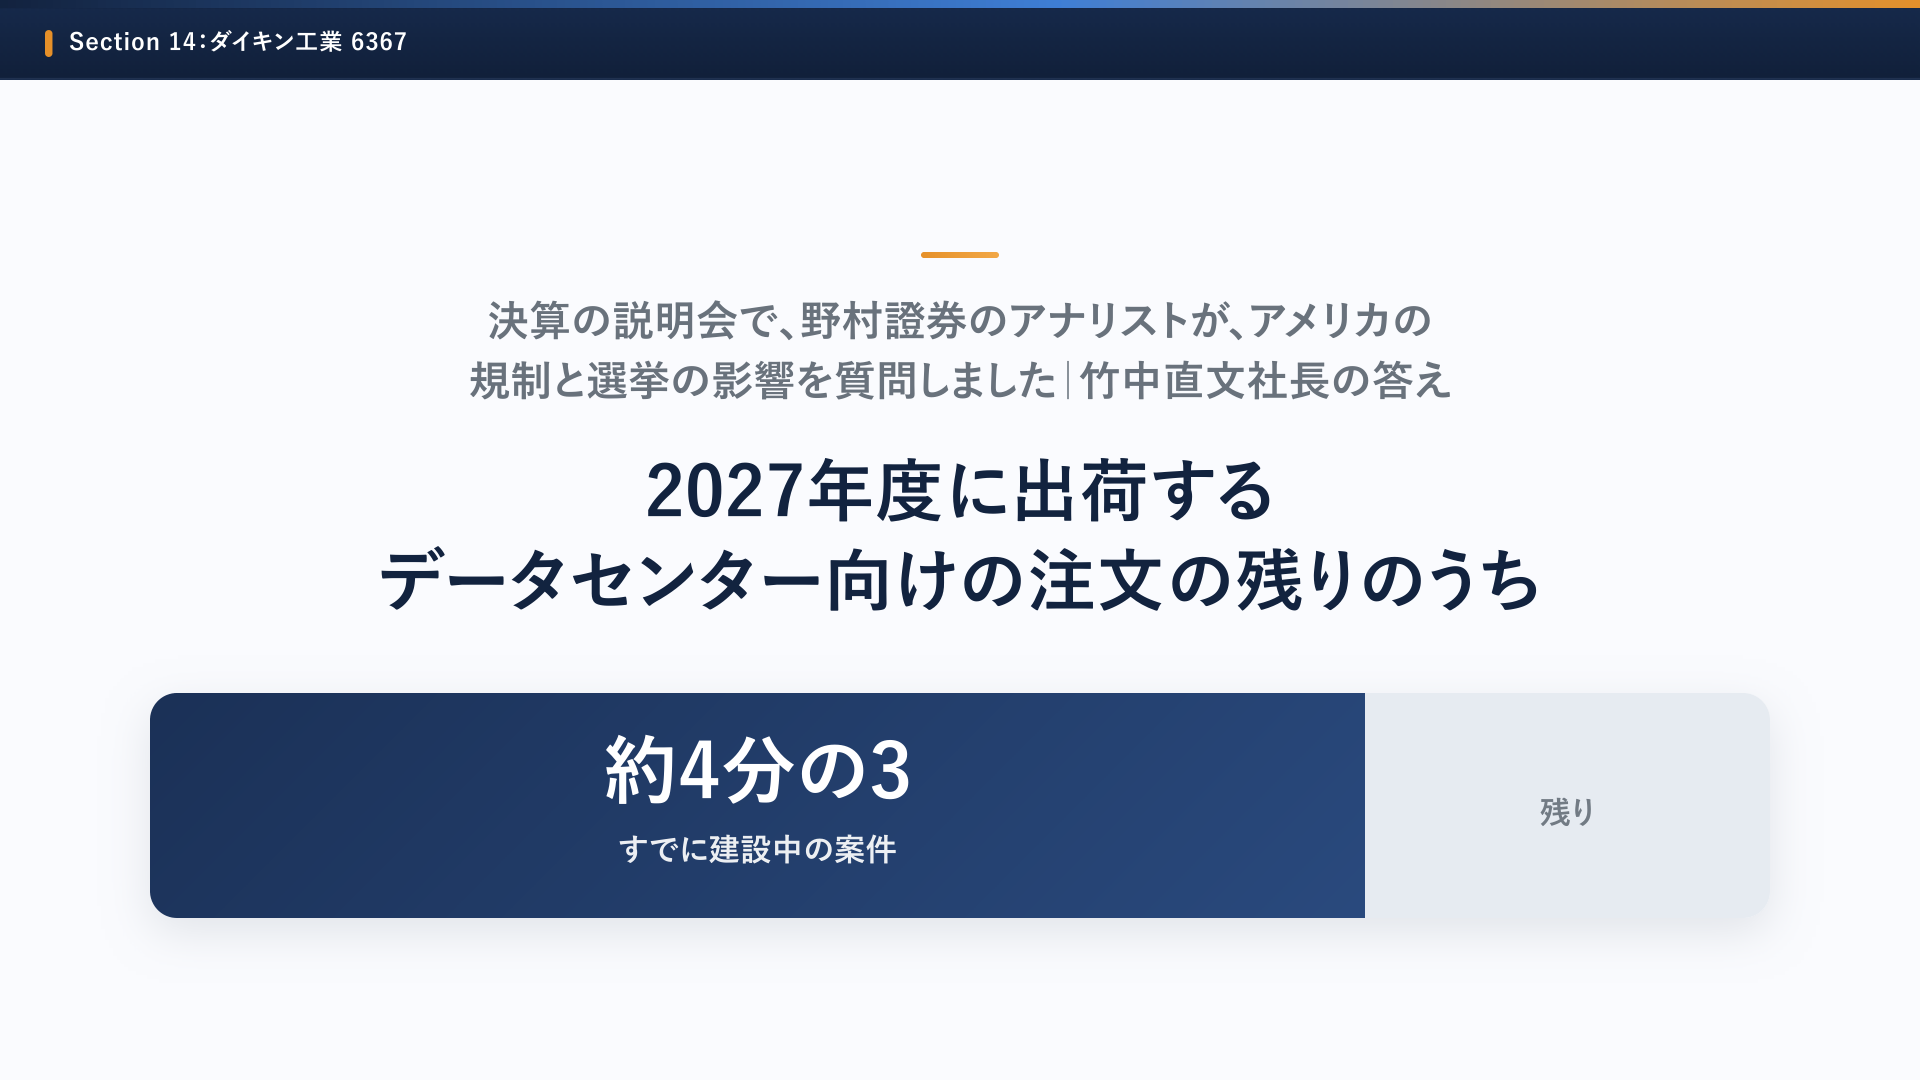 Section 14：ダイキン工業 6367
決算の説明会で、野村證券のアナリストが、アメリカの
規制と選挙の影響を質問しました｜竹中直文社長の答え
2027年度に出荷する
データセンター向けの注文の残りのうち
約4分の3
すでに建設中の案件
残り